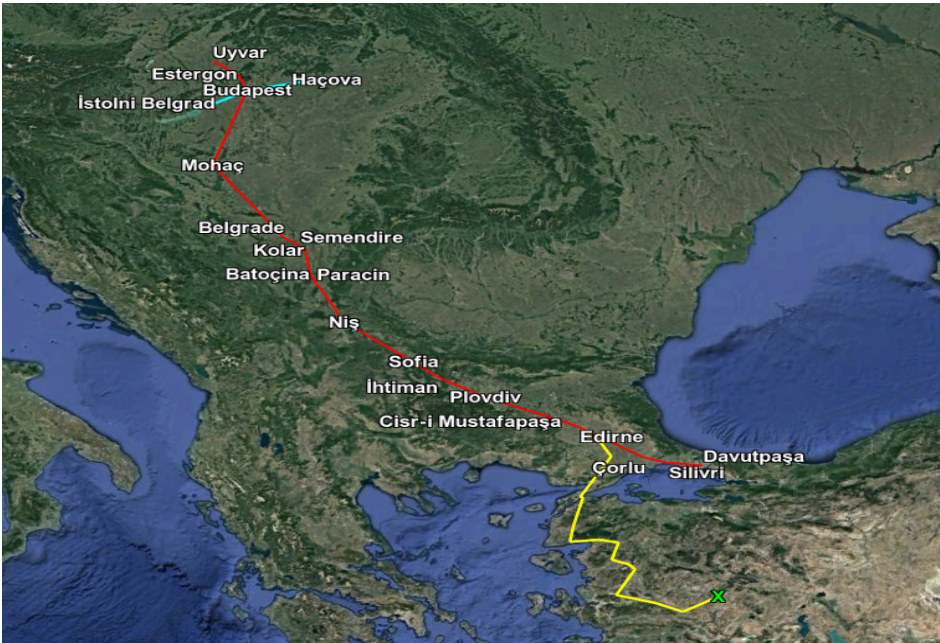 Uyvar
Estergon
Haçova
Budapest
İstolni Belgrad
Mohaç
Belgrade
Semendire
Kolar
Batoçina
Paracin
Niş
Sofia
İhtiman
Plovdiv
Cisr-i Mustafapaşa
Edirne
Davutpaşa
Çorlu
Silivri
X